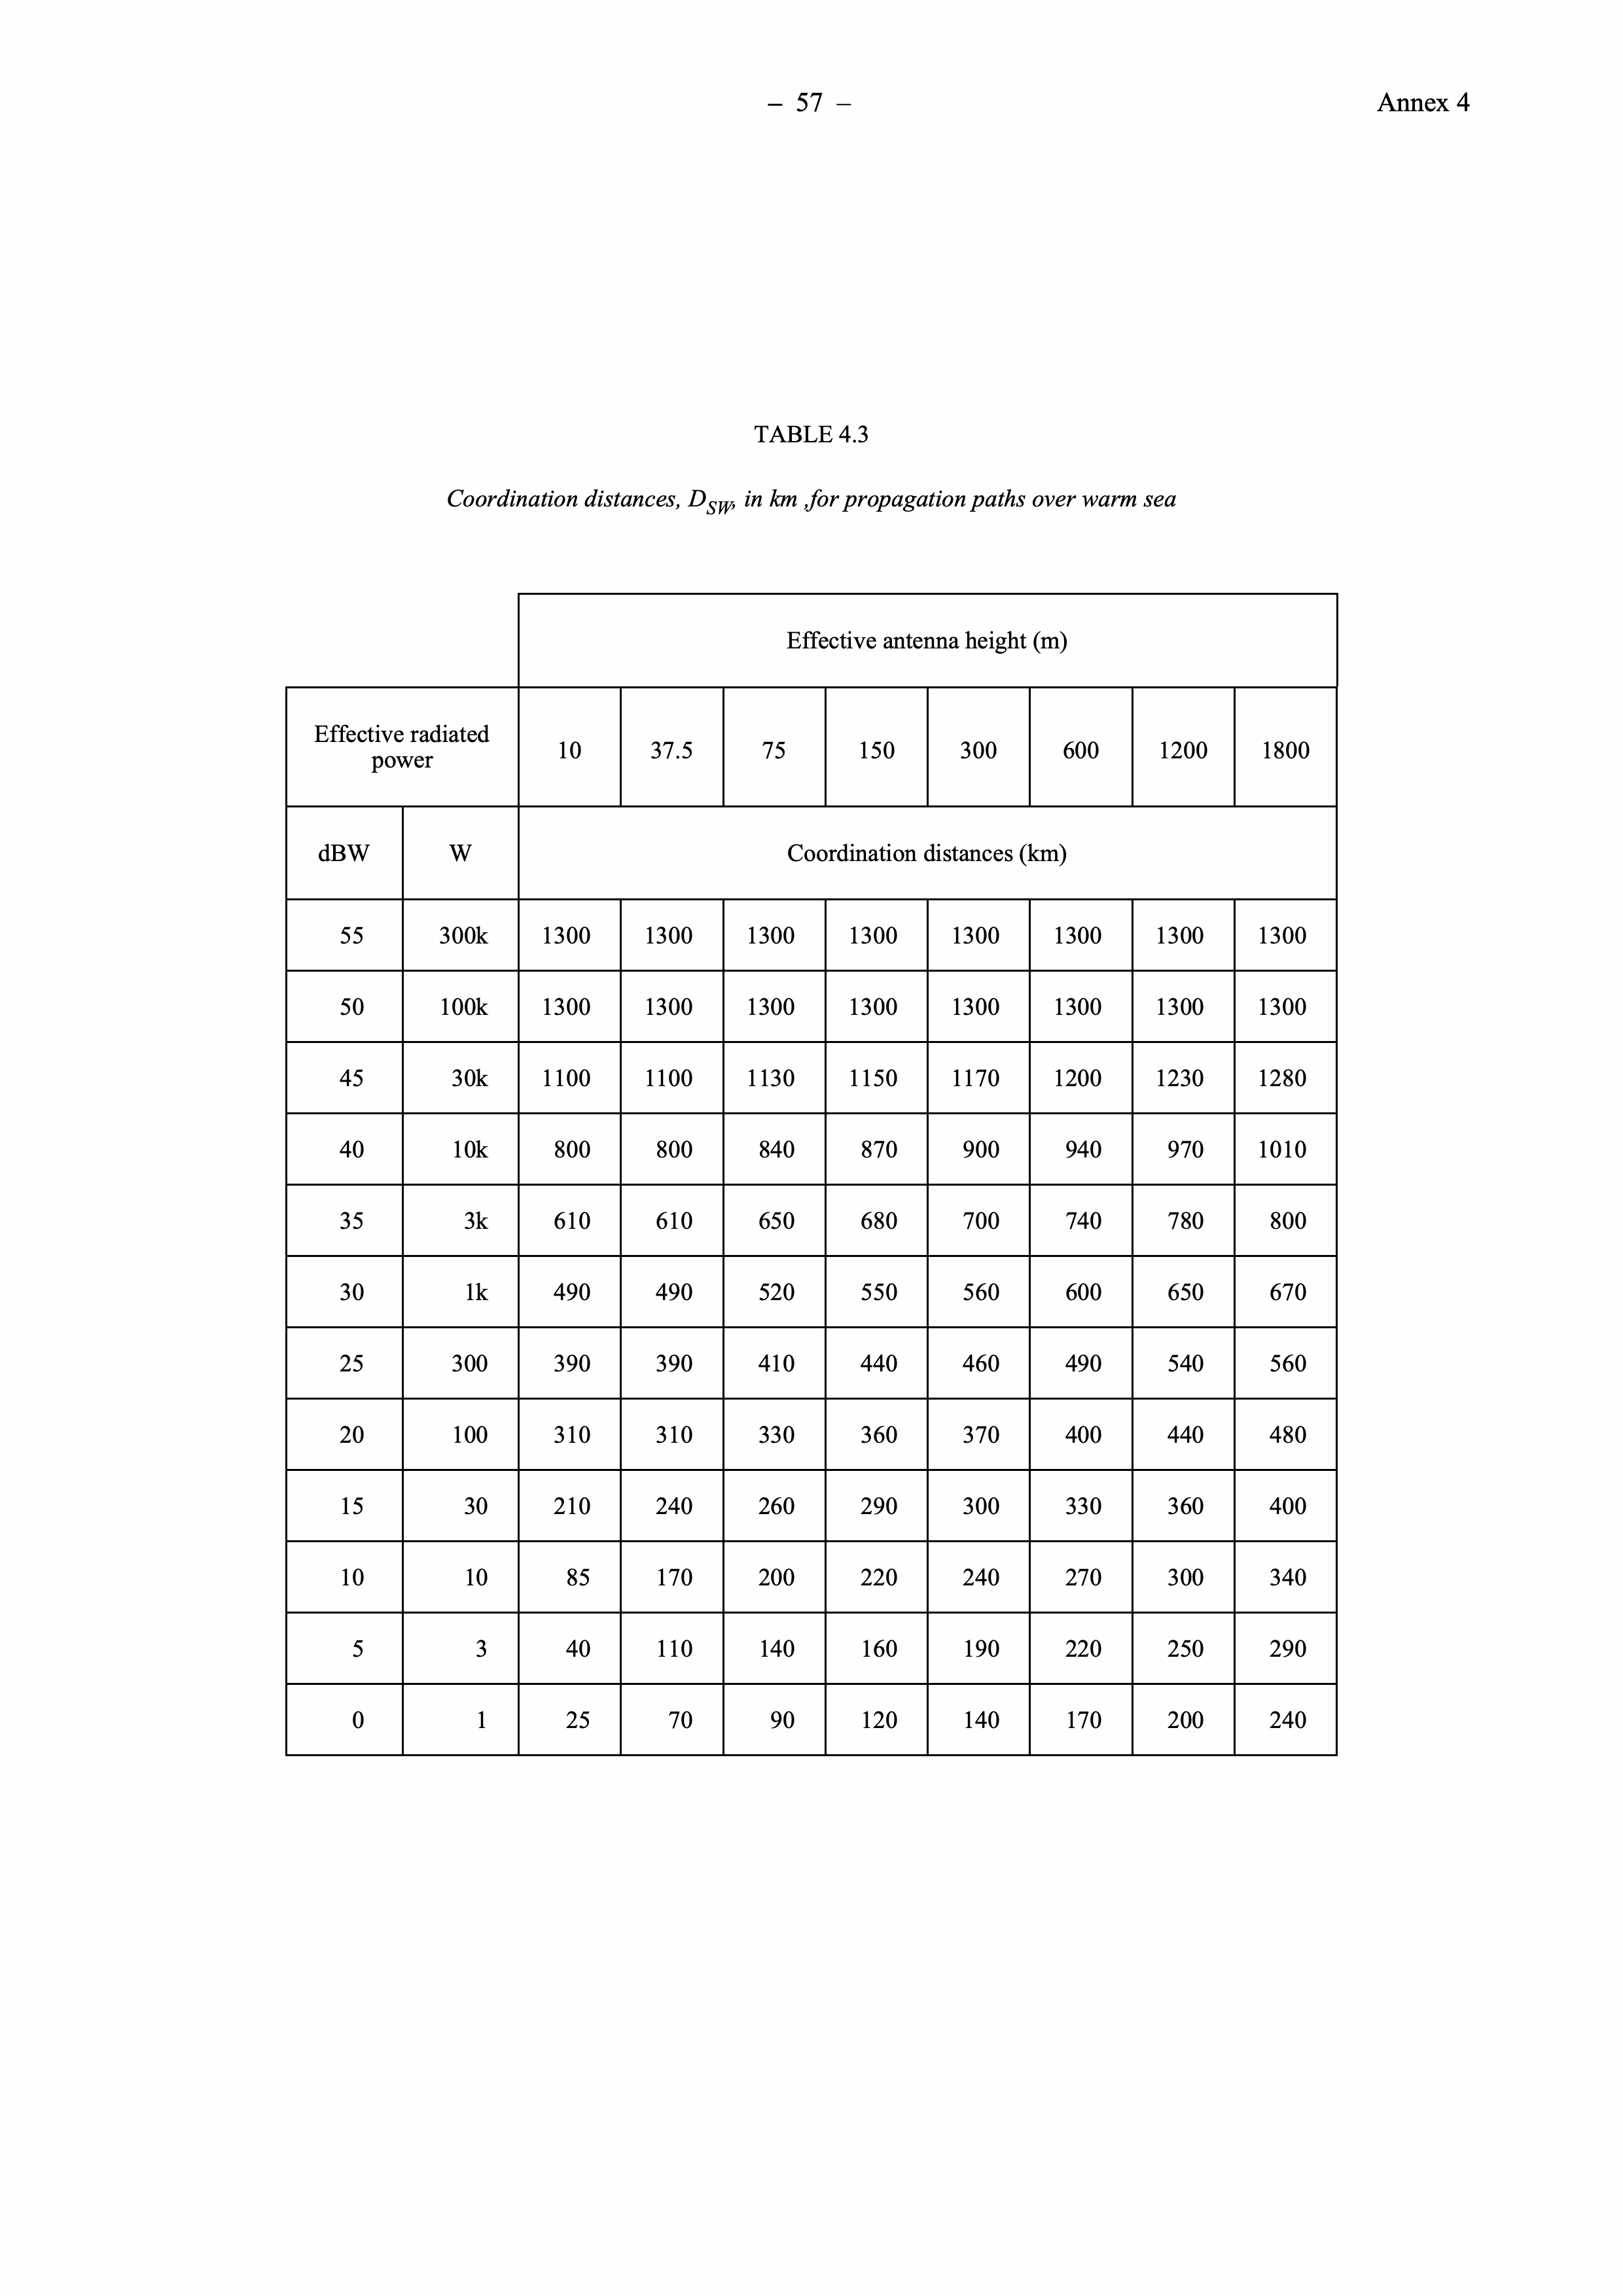 – 57 –
Annex 4
TABLE 4.3
Coordination distances, DSW, in km ,for propagation paths over warm sea
Effective antenna height (m)
Effective radiated
power
10 37.5 75 150 300 600 1200 1800
dBW W Coordination distances (km)
55 300k 1300 1300 1300 1300 1300 1300 1300 1300
50 100k 1300 1300 1300 1300 1300 1300 1300 1300
45 30k 1100 1100 1130 1150 1170 1200 1230 1280
40 10k 800 800 840 870 900 940 970 1010
35 3k 610 610 650 680 700 740 780 800
30 1k 490 490 520 550 560 600 650 670
25 300 390 390 410 440 460 490 540 560
20 100 310 310 330 360 370 400 440 480
15 30 210 240 260 290 300 330 360 400
10 10 85 170 200 220 240 270 300 340
5 3 40 110 140 160 190 220 250 290
0 1 25 70 90 120 140 170 200 240